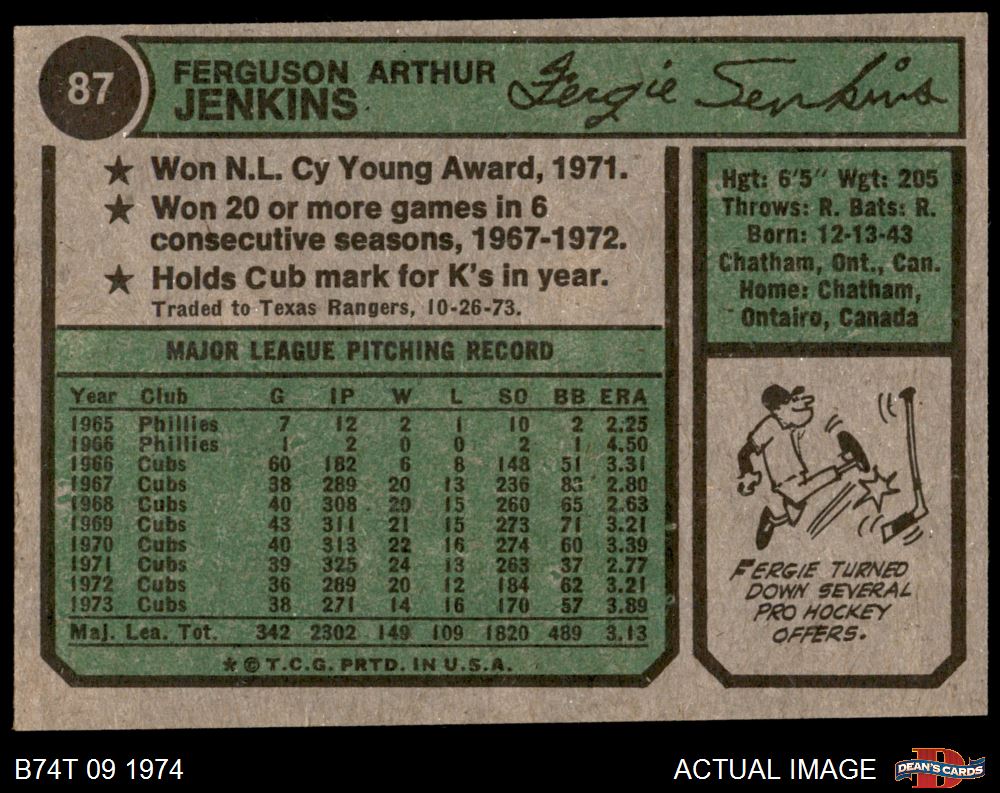 87
FERGUSON ARTHUR
JENKINS
Fergie Jenkins
★ Won N.L. Cy Young Award, 1971.
★ Won 20 or more games in 6
consecutive seasons, 1967-1972.
★ Holds Cub mark for K's in year.
Traded to Texas Rangers, 10-26-73.
MAJOR LEAGUE PITCHING RECORD
Year Club G IP W L SO BB ERA
1965 Phillies 7 12 2 1 10 2 2.25
1966 Phillies 1 2 0 0 2 1 4.50
1966 Cubs 60 182 6 8 148 51 3.31
1967 Cubs 38 289 20 13 236 83 2.80
1968 Cubs 40 308 20 15 260 65 2.63
1969 Cubs 43 311 21 15 273 71 3.21
1970 Cubs 40 313 22 16 274 60 3.39
1971 Cubs 39 325 24 13 263 37 2.77
1972 Cubs 36 289 20 12 184 62 3.21
1973 Cubs 38 271 14 16 170 57 3.89
Maj. Lea. Tot. 342 2302 149 109 1820 489 3.13
★ © T.C.G. PRTD. IN U.S.A.
Hgt: 6'5" Wgt: 205
Throws: R. Bats: R.
Born: 12-13-43
Chatham, Ont., Can.
Home: Chatham,
Ontairo, Canada
FERGIE TURNED
DOWN SEVERAL
PRO HOCKEY
OFFERS.
B74T 09 1974
ACTUAL IMAGE
DEAN'S CARDS